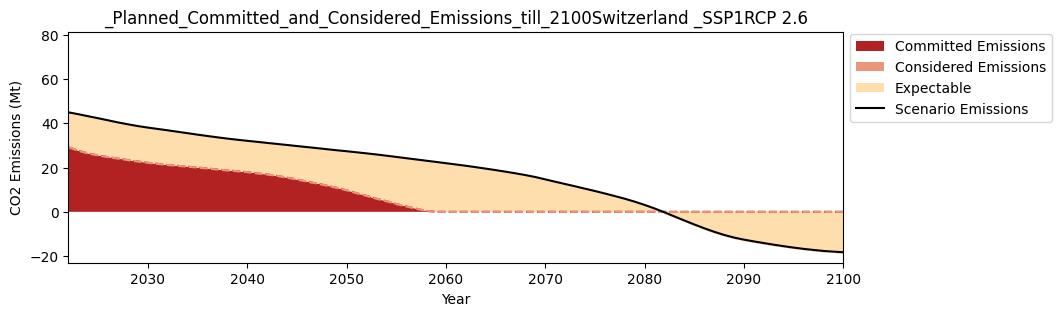 _Planned_Committed_and_Considered_Emissions_till_2100Switzerland _SSP1RCP 2.6
80
60
40
20
0
−20
CO2 Emissions (Mt)
2030 2040 2050 2060 2070 2080 2090 2100
Year
Committed Emissions
Considered Emissions
Expectable
Scenario Emissions